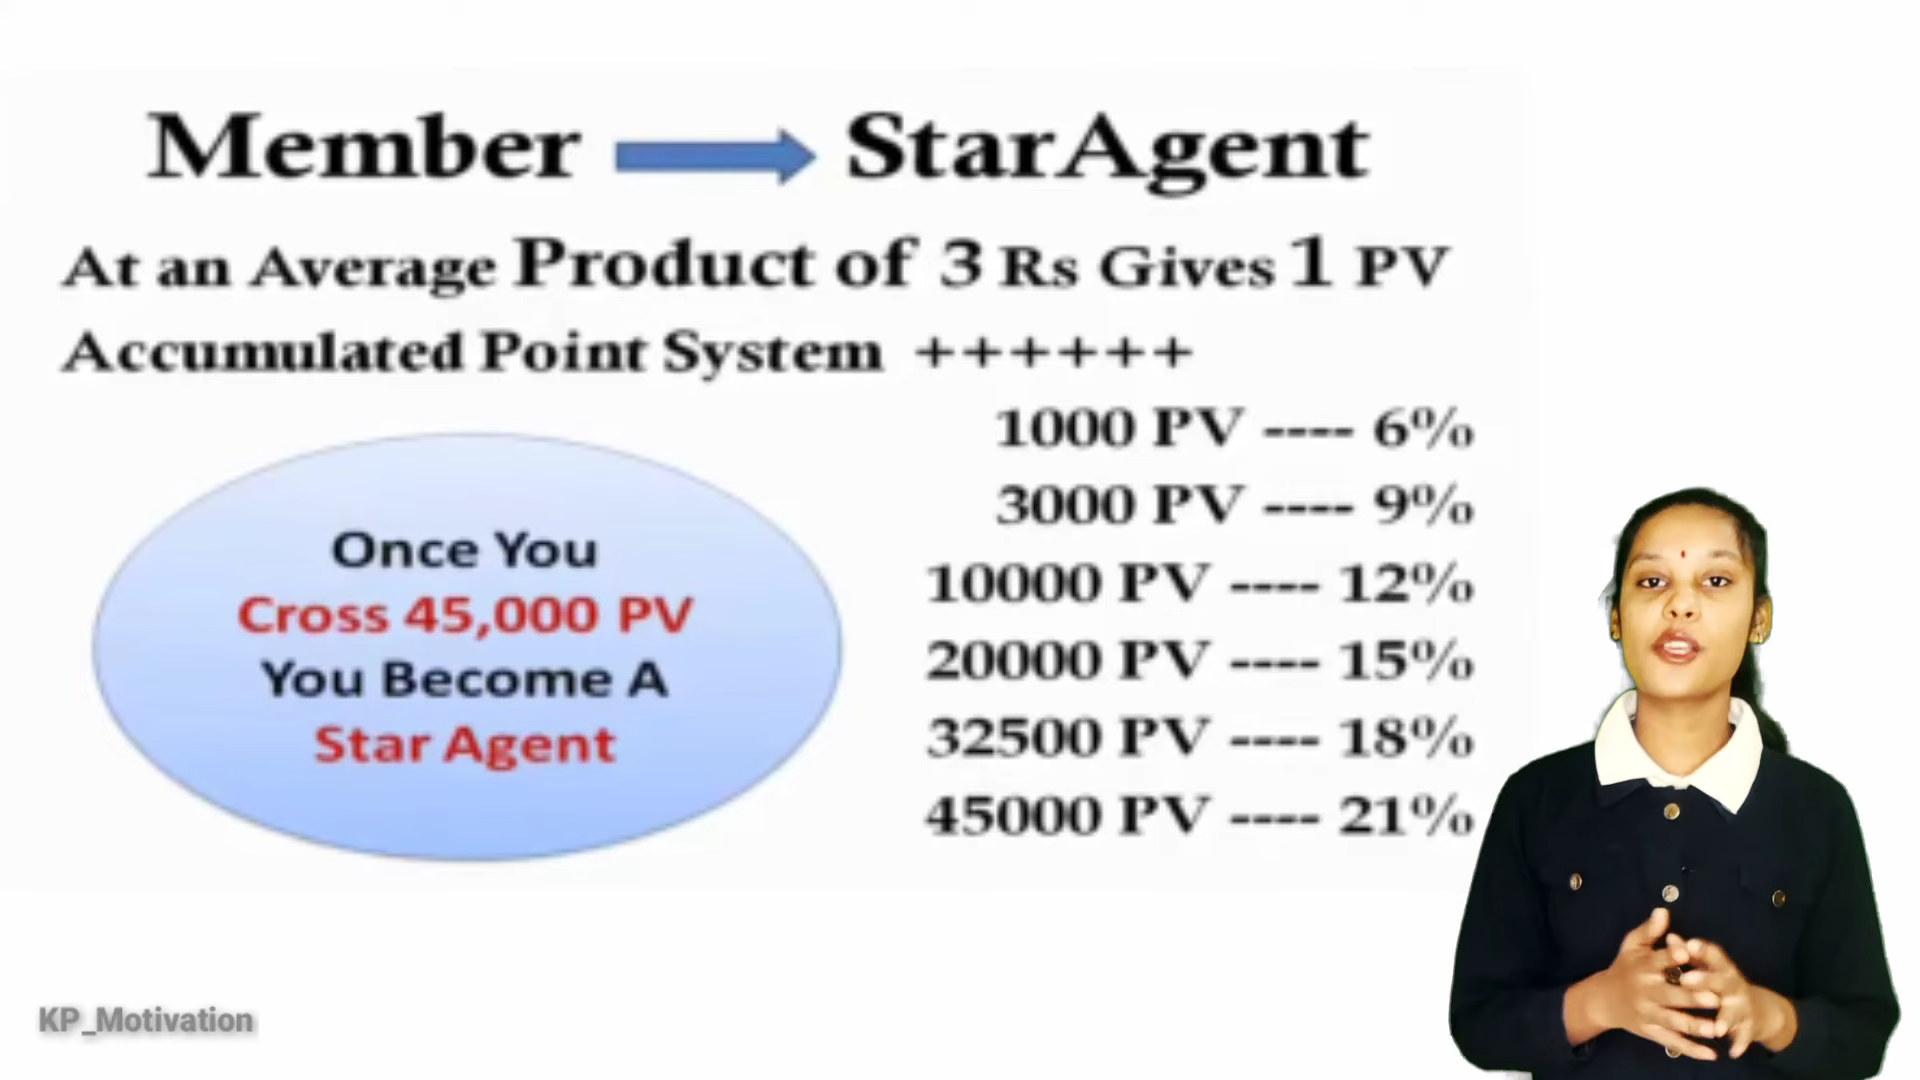 Member StarAgent
At an Average Product of 3 Rs Gives 1 PV
Accumulated Point System ++++++
1000 PV ---- 6%
3000 PV ---- 9%
10000 PV ---- 12%
20000 PV ---- 15%
32500 PV ---- 18%
45000 PV ---- 21%
Once You
Cross 45,000 PV
You Become A
Star Agent
KP_Motivation